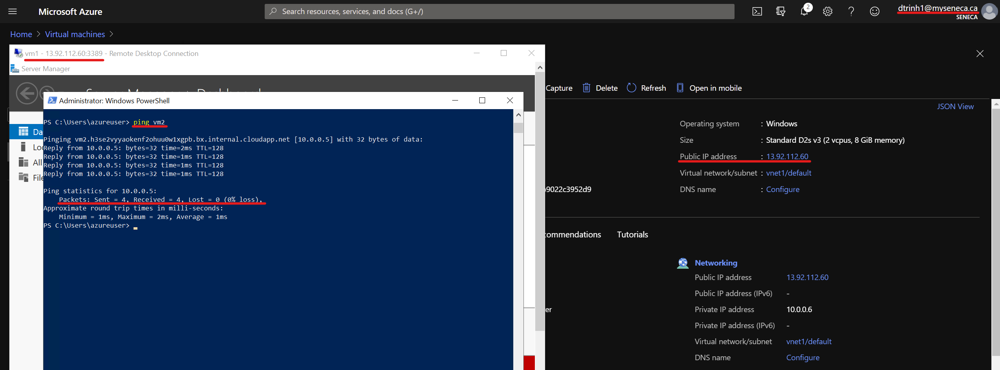 Microsoft Azure
Search resources, services, and docs (G+/)
2
dtrinh1@myseneca.ca
SENECA
Home > Virtual machines >
vm1 - 13.92.112.60:3389 - Remote Desktop Connection
Server Manager
Administrator: Windows PowerShell
PS C:\Users\azureuser> ping vm2
Pinging vm2.h3se2vyyaokenf2ohuu0w1xgpb.bx.internal.cloudapp.net [10.0.0.5] with 32 bytes of data:
Reply from 10.0.0.5: bytes=32 time=2ms TTL=128
Reply from 10.0.0.5: bytes=32 time=1ms TTL=128
Reply from 10.0.0.5: bytes=32 time=1ms TTL=128
Reply from 10.0.0.5: bytes=32 time=1ms TTL=128
Ping statistics for 10.0.0.5:
Packets: Sent = 4, Received = 4, Lost = 0 (0% loss),
Approximate round trip times in milli-seconds:
Minimum = 1ms, Maximum = 2ms, Average = 1ms
PS C:\Users\azureuser>
Da
Loc
All
File
Capture
Delete
Refresh
Open in mobile
JSON View
Operating system : Windows
Size : Standard D2s v3 (2 vcpus, 8 GiB memory)
Public IP address : 13.92.112.60
Virtual network/subnet : vnet1/default
9022c3952d9
DNS name : Configure
commendations
Tutorials
Networking
Public IP address 13.92.112.60
Public IP address (IPv6) -
er
Private IP address 10.0.0.6
Private IP address (IPv6) -
Virtual network/subnet vnet1/default
DNS name Configure